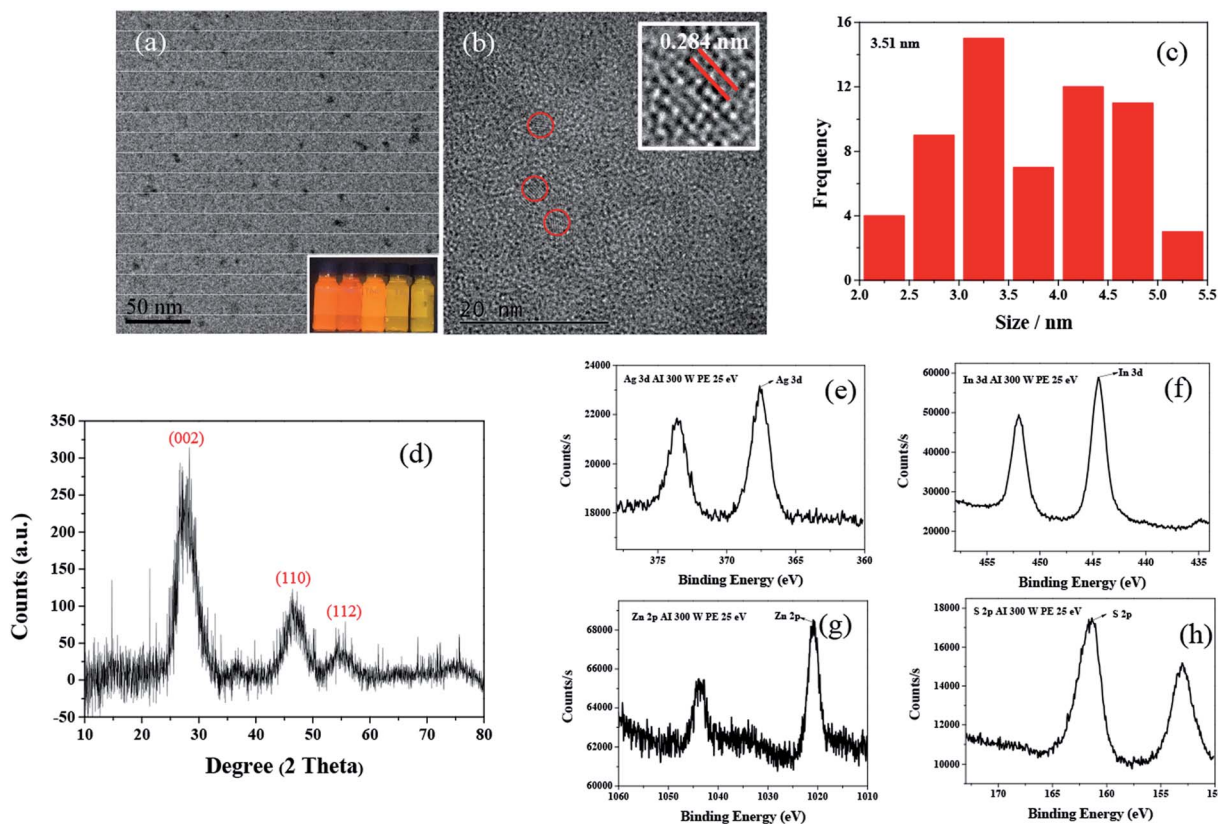 (a)
50 nm
(b)
0.284 nm
20 nm
(c)
3.51 nm
16
12
8
4
0
Frequency
2.0 2.5 3.0 3.5 4.0 4.5 5.0 5.5
Size / nm
(d)
350
300
250
200
150
100
50
0
-50
Counts (a.u.)
(002)
(110)
(112)
10 20 30 40 50 60 70 80
Degree (2 Theta)
(e)
Ag 3d AI 300 W PE 25 eV
Ag 3d
24000
22000
20000
18000
Counts/s
375 370 365 360
Binding Energy (eV)
(f)
In 3d AI 300 W PE 25 eV
In 3d
60000
50000
40000
30000
20000
Counts/s
455 450 445 440 435
Binding Energy (eV)
(g)
Zn 2p AI 300 W PE 25 eV
Zn 2p
68000
66000
64000
62000
60000
Counts/s
1060 1050 1040 1030 1020 1010
Binding Energy (eV)
(h)
S 2p AI 300 W PE 25 eV
S 2p
18000
16000
14000
12000
10000
Counts/s
170 165 160 155 150
Binding Energy (eV)